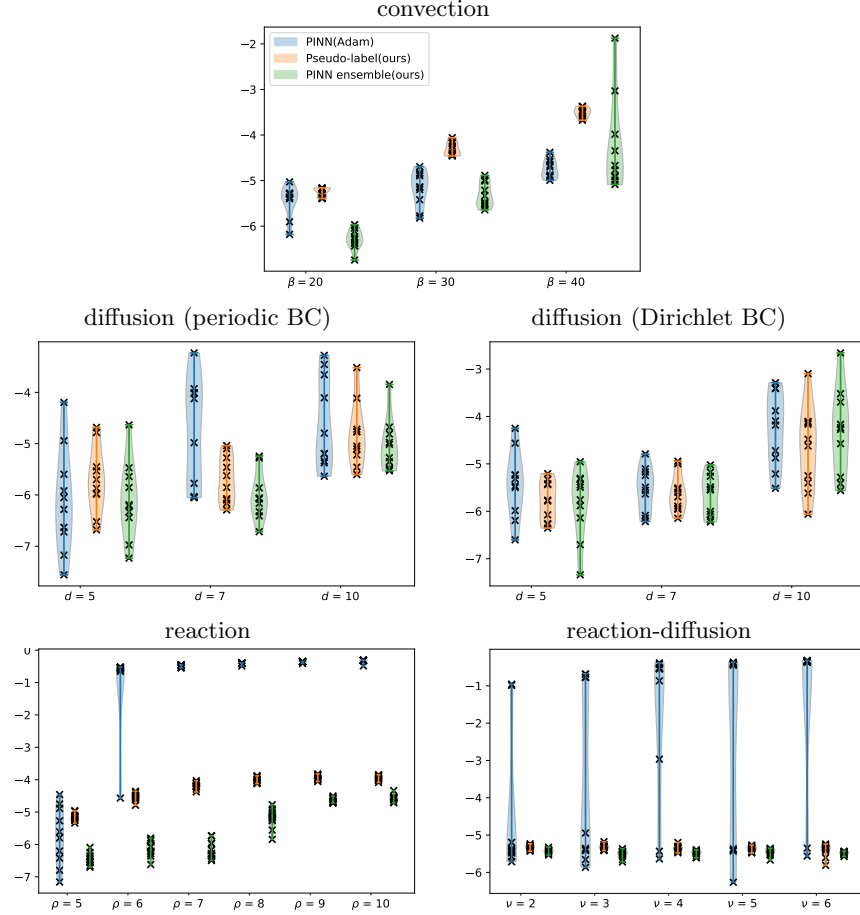 convection
PINN(Adam)
Pseudo-label(ours)
PINN ensemble(ours)
−2
−3
−4
−5
−6
β = 20 β = 30 β = 40
diffusion (periodic BC)
−4
−5
−6
−7
d = 5 d = 7 d = 10
diffusion (Dirichlet BC)
−3
−4
−5
−6
−7
d = 5 d = 7 d = 10
reaction
0
−1
−2
−3
−4
−5
−6
−7
ρ = 5 ρ = 6 ρ = 7 ρ = 8 ρ = 9 ρ = 10
reaction-diffusion
−1
−2
−3
−4
−5
−6
ν = 2 ν = 3 ν = 4 ν = 5 ν = 6